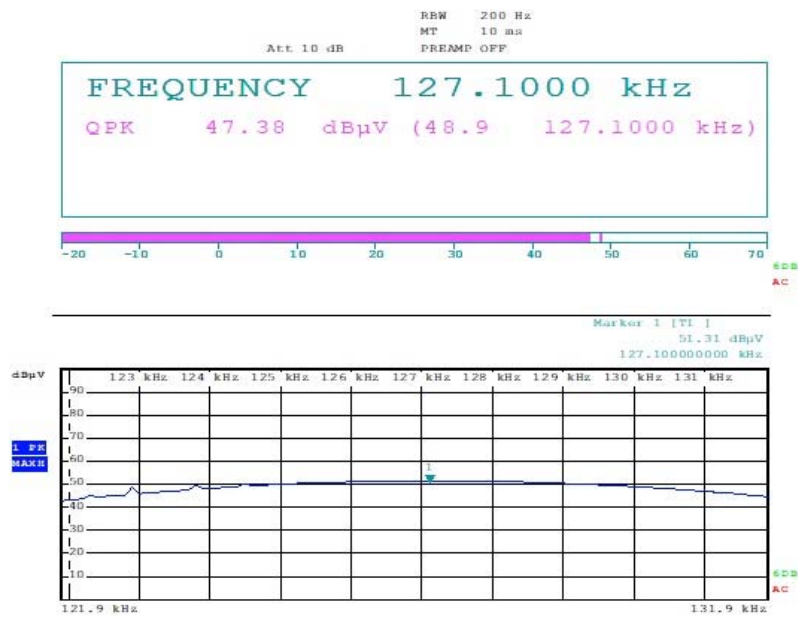 RBW 200 Hz
MT 10 ms
Att 10 dB PREAMP OFF
FREQUENCY 127.1000 kHz
QPK 47.38 dBµV (48.9 127.1000 kHz)
-20 -10 0 10 20 30 40 50 60 70
6DB
AC
Marker 1 [T1 ]
51.31 dBµV
127.100000000 kHz
dBµV
123 kHz 124 kHz 125 kHz 126 kHz 127 kHz 128 kHz 129 kHz 130 kHz 131 kHz
90
80
70
1 PK
MAXH
60
1
50
40
30
20
10
6DB
AC
121.9 kHz 131.9 kHz